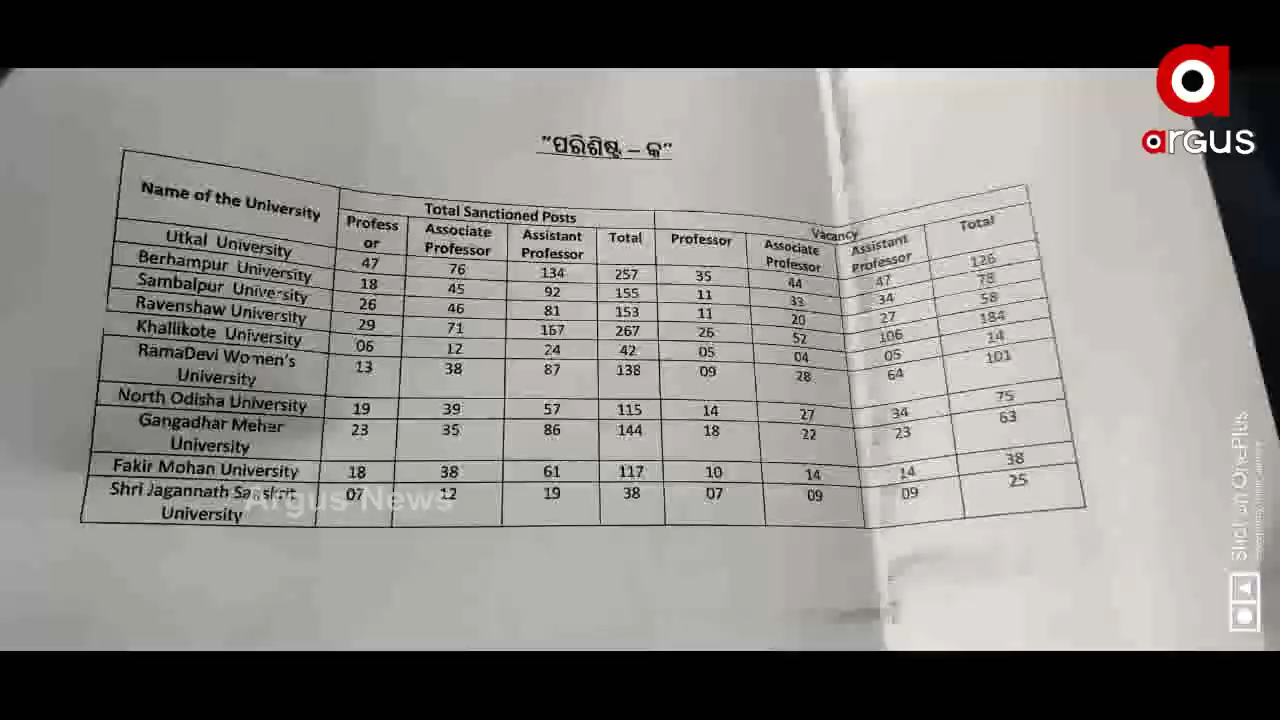 argus
"ପରିଶିଷ୍ଟ – କ"
Name of the University Total Sanctioned Posts Vacancy
Professor Associate Professor Assistant Professor Total Professor Associate Professor Assistant Professor Total
Utkal University 47 76 134 257 35 44 47 126
Berhampur University 18 45 92 155 11 33 34 78
Sambalpur University 26 46 81 153 11 20 27 58
Ravenshaw University 29 71 167 267 26 52 106 184
Khallikote University 06 12 24 42 05 04 05 14
RamaDevi Women's University 13 38 87 138 09 28 64 101
North Odisha University 19 39 57 115 14 27 34 75
Gangadhar Meher University 23 35 86 144 18 22 23 63
Fakir Mohan University 18 38 61 117 10 14 14 38
Shri Jagannath Sanskrit University 07 12 19 38 07 09 09 25
Argus News
Shot on OnePlus